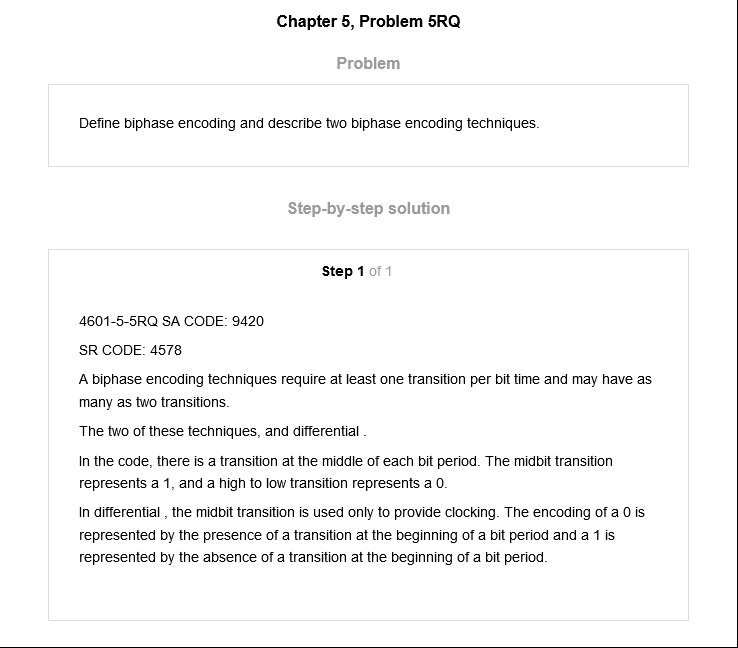 Chapter 5, Problem 5RQ
Problem
Define biphase encoding and describe two biphase encoding techniques.
Step-by-step solution
Step 1 of 1
4601-5-5RQ SA CODE: 9420
SR CODE: 4578
A biphase encoding techniques require at least one transition per bit time and may have as
many as two transitions.
The two of these techniques, and differential .
In the code, there is a transition at the middle of each bit period. The midbit transition
represents a 1, and a high to low transition represents a 0.
In differential , the midbit transition is used only to provide clocking. The encoding of a 0 is
represented by the presence of a transition at the beginning of a bit period and a 1 is
represented by the absence of a transition at the beginning of a bit period.